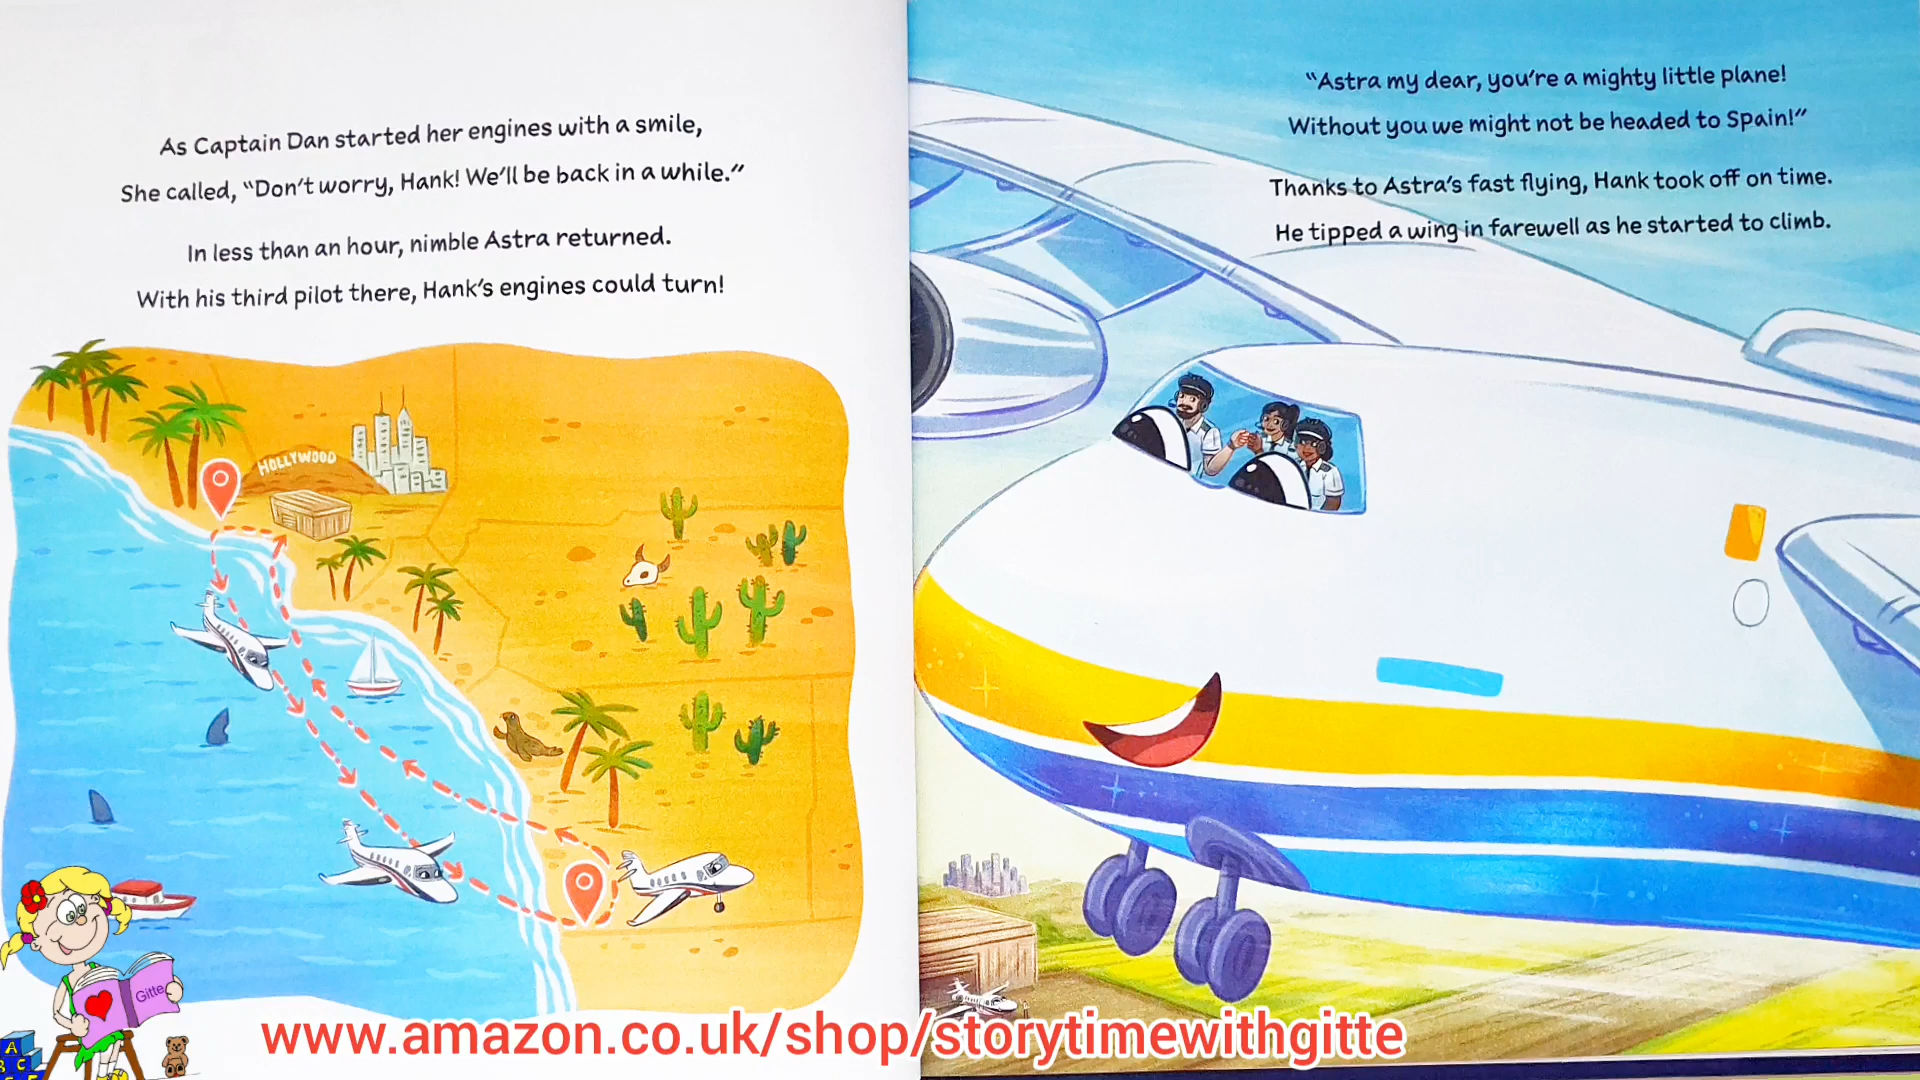 As Captain Dan started her engines with a smile,
She called, “Don’t worry, Hank! We’ll be back in a while.”
In less than an hour, nimble Astra returned.
With his third pilot there, Hank’s engines could turn!
HOLLYWOOD
“Astra my dear, you’re a mighty little plane!
Without you we might not be headed to Spain!”
Thanks to Astra’s fast flying, Hank took off on time.
He tipped a wing in farewell as he started to climb.
Gitte
A
B C
www.amazon.co.uk/shop/storytimewithgitte